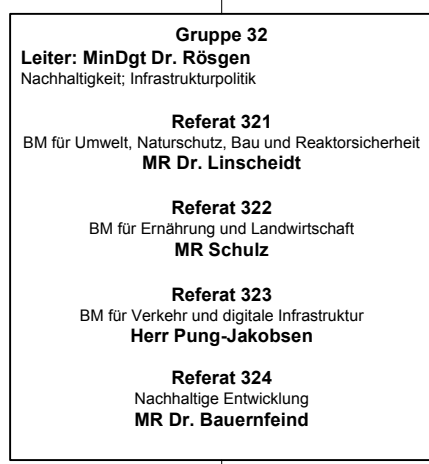 Gruppe 32
Leiter: MinDgt Dr. Rösgen
Nachhaltigkeit; Infrastrukturpolitik
Referat 321
BM für Umwelt, Naturschutz, Bau und Reaktorsicherheit
MR Dr. Linscheidt
Referat 322
BM für Ernährung und Landwirtschaft
MR Schulz
Referat 323
BM für Verkehr und digitale Infrastruktur
Herr Pung-Jakobsen
Referat 324
Nachhaltige Entwicklung
MR Dr. Bauernfeind